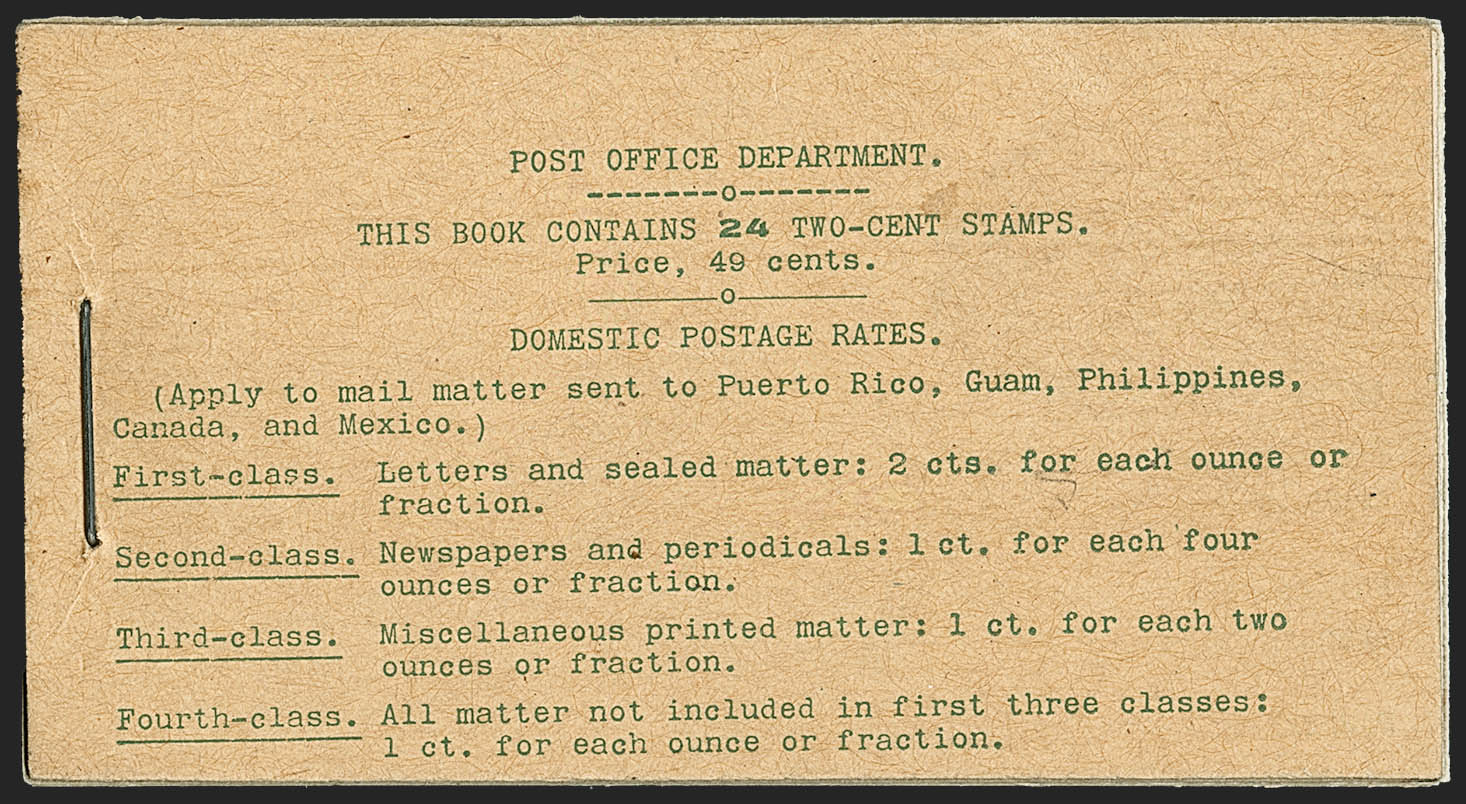 POST OFFICE DEPARTMENT.
-------o-------
THIS BOOK CONTAINS 24 TWO-CENT STAMPS.
Price, 49 cents.
———o———
DOMESTIC POSTAGE RATES.
(Apply to mail matter sent to Puerto Rico, Guam, Philippines,
Canada, and Mexico.)
First-class. Letters and sealed matter: 2 cts. for each ounce or
fraction.
Second-class. Newspapers and periodicals: 1 ct. for each four
ounces or fraction.
Third-class. Miscellaneous printed matter: 1 ct. for each two
ounces or fraction.
Fourth-class. All matter not included in first three classes:
1 ct. for each ounce or fraction.